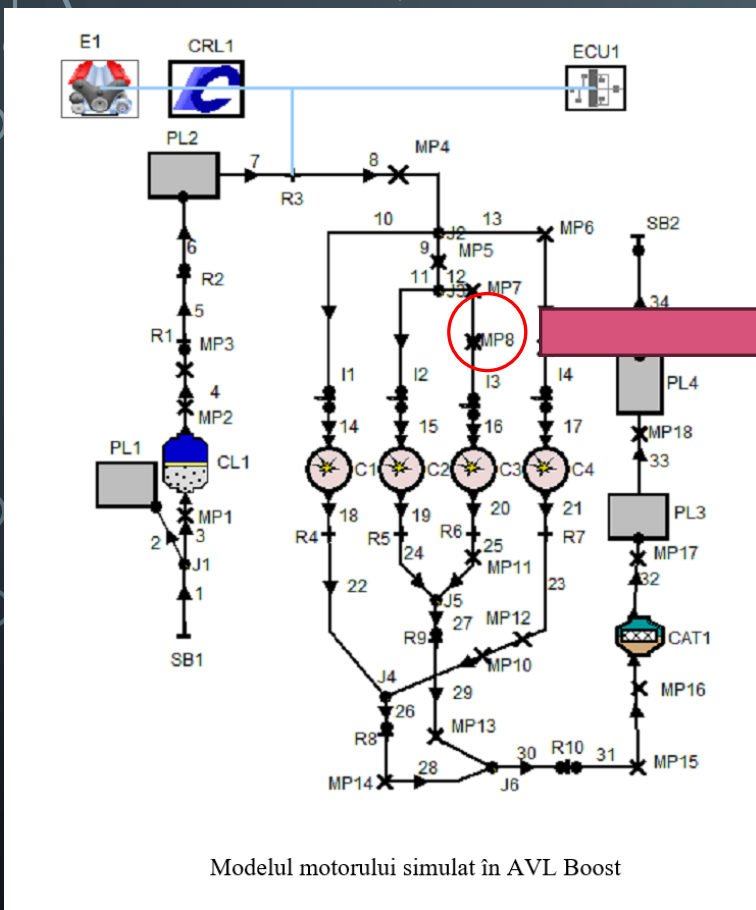 E1
CRL1
ECU1
PL2
7
8
MP4
R3
10
J2
13
MP6
SB2
6
9
MP5
R2
11
12
J3
MP7
5
34
R1
MP3
MP8
4
I1
I2
I3
I4
PL4
MP2
14
15
16
17
MP18
PL1
CL1
33
C1
C2
C3
C4
MP1
18
19
20
21
PL3
2
3
R4
R5
R6
R7
24
25
MP17
J1
MP11
32
1
22
J5
23
27
MP12
R9
CAT1
SB1
MP10
J4
29
MP16
26
MP13
R8
30
R10
31
MP15
MP14
28
J6
Modelul motorului simulat în AVL Boost